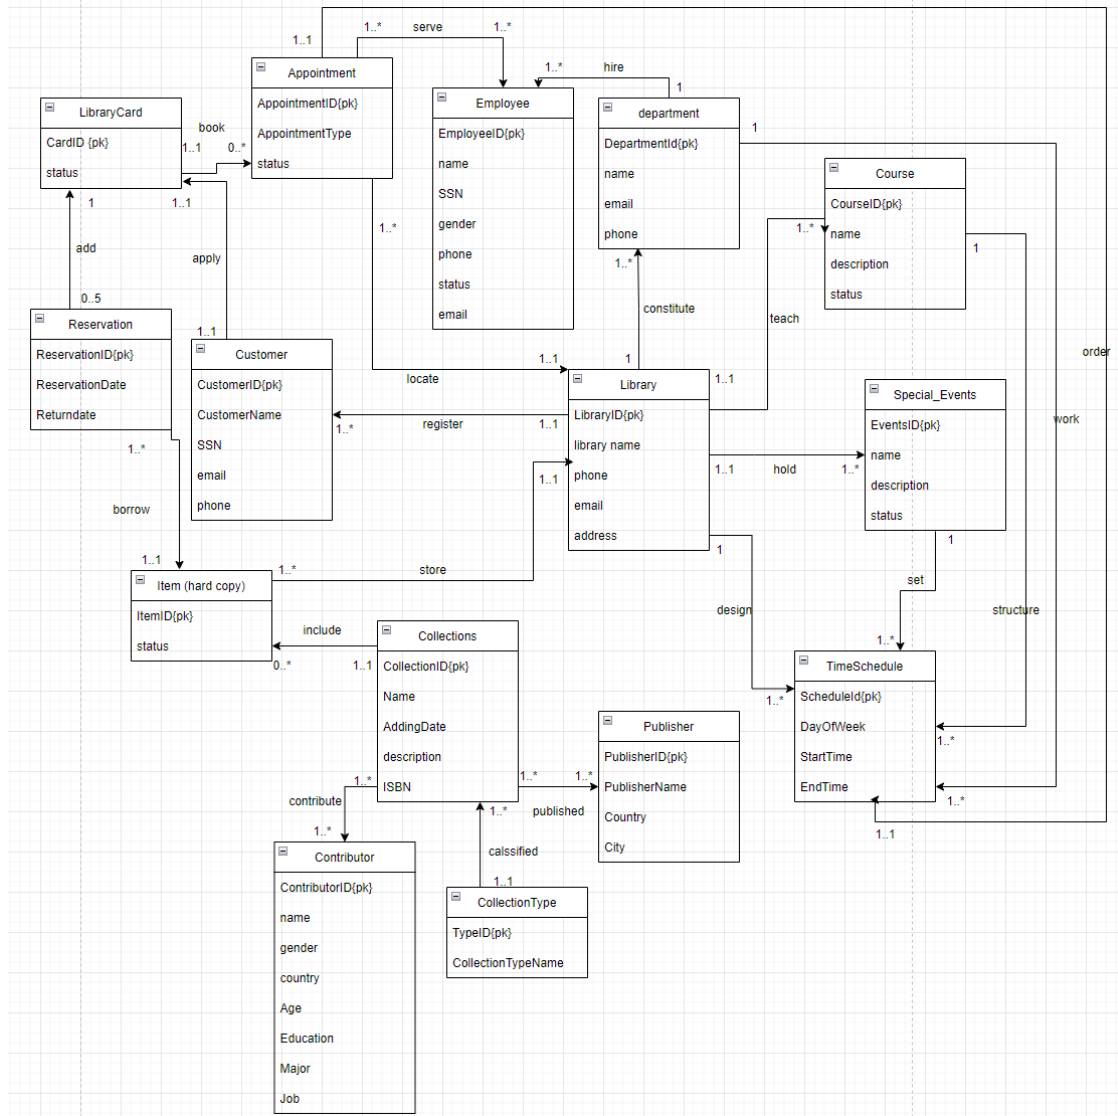 1..*
serve
1..*
1..1
Appointment
AppointmentID{pk}
AppointmentType
status
1..*
hire
1
Employee
EmployeeID{pk}
name
SSN
gender
phone
status
email
department
DepartmentId{pk}
name
email
phone
1
LibraryCard
CardID {pk}
status
book
1..1
0..*
1
1..1
add
apply
0..5
1..1
1..*
Course
CourseID{pk}
name
description
status
1..*
1
teach
1..*
constitute
1
order
work
Reservation
ReservationID{pk}
ReservationDate
Returndate
1..*
borrow
1..1
Customer
CustomerID{pk}
CustomerName
SSN
email
phone
1..1
locate
1..*
register
1..1
Library
LibraryID{pk}
library name
phone
email
address
1..1
1..1
hold
1..*
1..1
1
Special_Events
EventsID{pk}
name
description
status
1
set
1..*
structure
design
1..*
Item (hard copy)
ItemID{pk}
status
1..*
store
include
0..*
1..1
Collections
CollectionID{pk}
Name
AddingDate
description
ISBN
TimeSchedule
ScheduleId{pk}
DayOfWeek
StartTime
EndTime
1..*
1..*
1..1
Publisher
PublisherID{pk}
PublisherName
Country
City
1..*
1..*
published
1..*
contribute
1..*
1..*
calssified
1..1
Contributor
ContributorID{pk}
name
gender
country
Age
Education
Major
Job
CollectionType
TypeID{pk}
CollectionTypeName